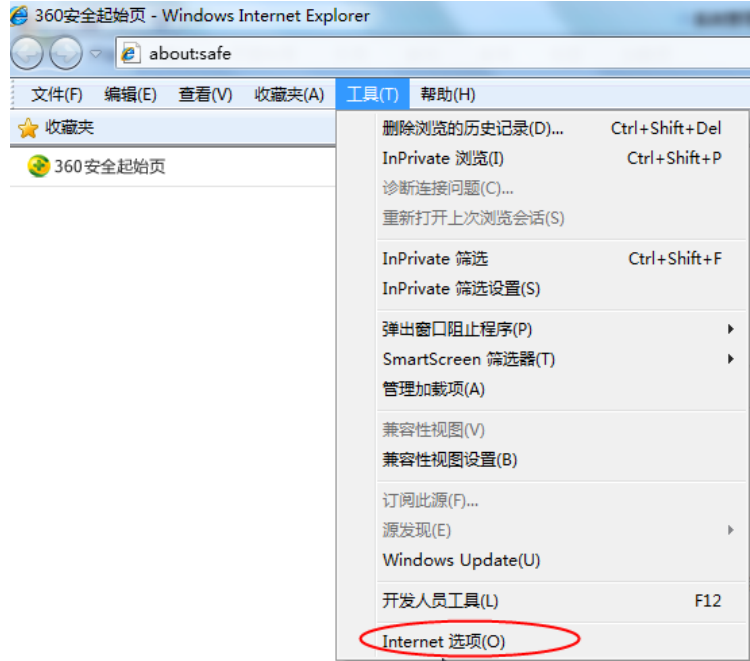 360安全起始页 - Windows Internet Explorer
about:safe
文件(F) 编辑(E) 查看(V) 收藏夹(A) 工具(T) 帮助(H)
收藏夹
360安全起始页
删除浏览的历史记录(D)... Ctrl+Shift+Del
InPrivate 浏览(I) Ctrl+Shift+P
诊断连接问题(C)...
重新打开上次浏览会话(S)
InPrivate 筛选 Ctrl+Shift+F
InPrivate 筛选设置(S)
弹出窗口阻止程序(P)
SmartScreen 筛选器(T)
管理加载项(A)
兼容性视图(V)
兼容性视图设置(B)
订阅此源(F)...
源发现(E)
Windows Update(U)
开发人员工具(L) F12
Internet 选项(O)